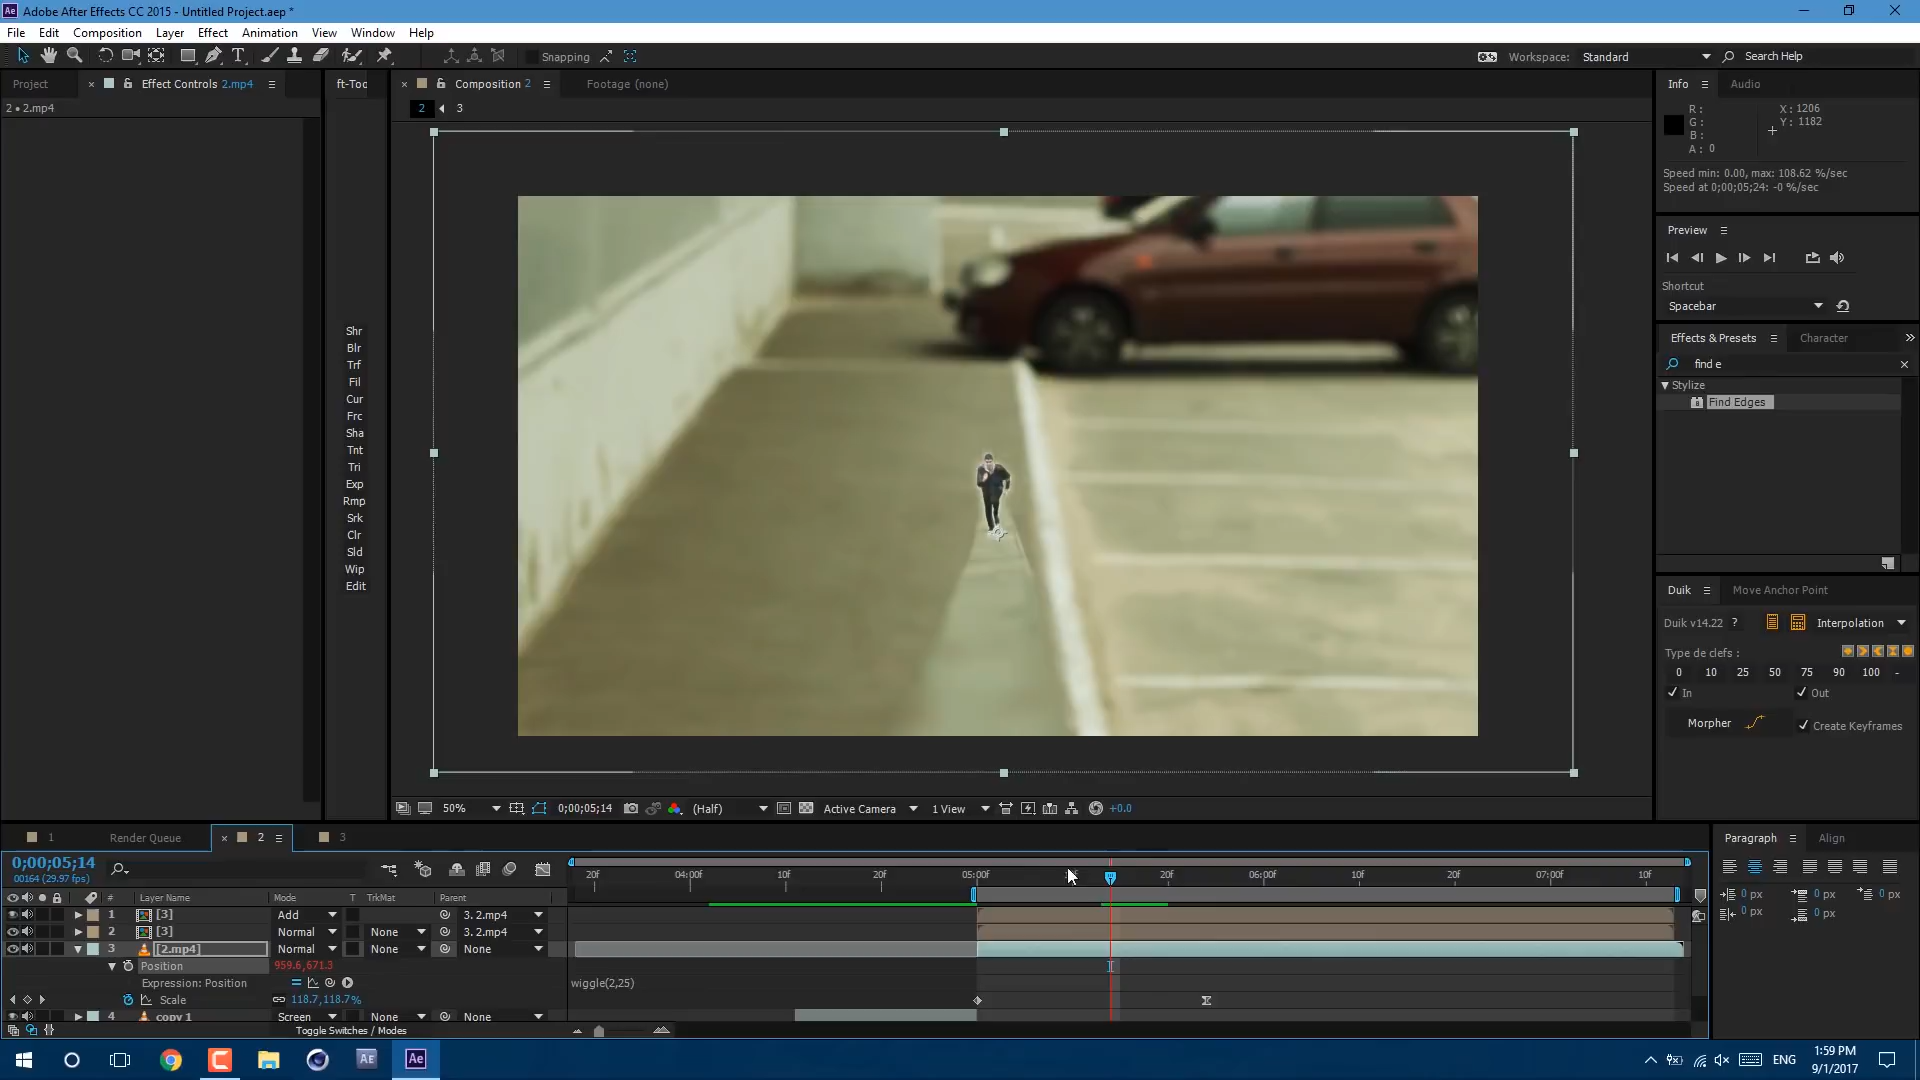 Adobe After Effects CC 2015 - Untitled Project.aep *
File Edit Composition Layer Effect Animation View Window Help
Snapping
Workspace: Standard
Search Help
Project
Effect Controls 2.mp4
2 • 2.mp4
ft-Too
Shr
Blr
Trf
Fil
Cur
Frc
Sha
Tnt
Tri
Exp
Rmp
Srk
Clr
Sld
Wip
Edit
Composition 2
Footage (none)
2 3
50%
0;00;05;14
(Half)
Active Camera
1 View
+0.0
Info Audio
R :
G :
B :
A : 0
X : 1206
Y : 1182
Speed min: 0.00, max: 108.62 %/sec
Speed at 0;00;05;24: -0 %/sec
Preview
Shortcut
Spacebar
Effects & Presets Character
find e
Stylize
Find Edges
Duik Move Anchor Point
Duik v14.22 ? Interpolation
Type de clefs :
0 10 25 50 75 90 100 -
In Out
Morpher Create Keyframes
Paragraph Align
0 px 0 px 0 px
0 px 0 px
1 Render Queue 2 3
0;00;05;14
00164 (29.97 fps)
20f 04:00f 10f 20f 05:00f 20f 06:00f 10f 20f 07:00f 10f
# Layer Name Mode T TrkMat Parent
1 [3] Add 3. 2.mp4
2 [3] Normal None 3. 2.mp4
3 [2.mp4] Normal None None
Position 959.6,671.3
Expression: Position
wiggle(2,25)
Scale 118.7,118.7%
4 copy 1 Screen None None
Toggle Switches / Modes
ENG
1:59 PM
9/1/2017